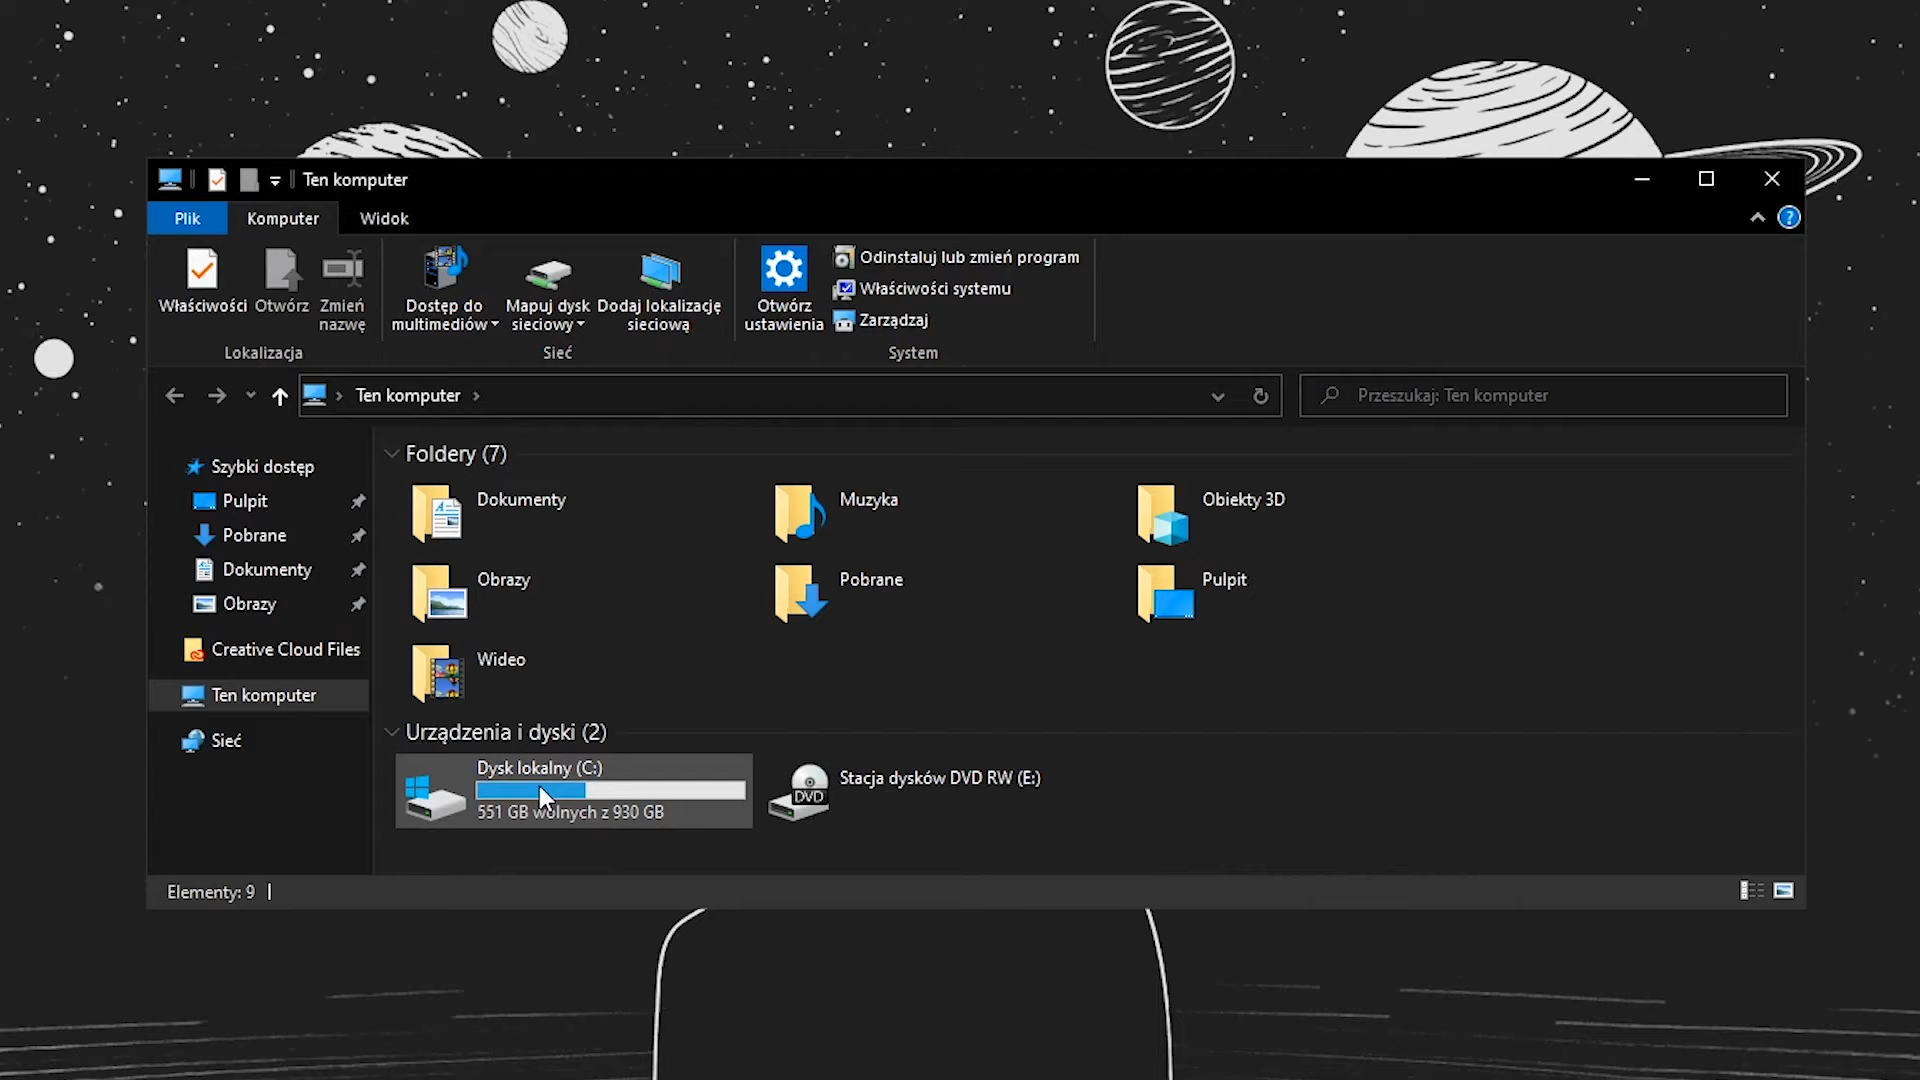 Ten komputer
Plik
Komputer
Widok
Właściwości
Otwórz
Zmień
nazwę
Lokalizacja
Dostęp do
multimediów
Mapuj dysk
sieciowy
Dodaj lokalizację
sieciową
Sieć
Otwórz
ustawienia
Odinstaluj lub zmień program
Właściwości systemu
Zarządzaj
System
Ten komputer
Przeszukaj: Ten komputer
Szybki dostęp
Pulpit
Pobrane
Dokumenty
Obrazy
Creative Cloud Files
Ten komputer
Sieć
Foldery (7)
Dokumenty
Muzyka
Obiekty 3D
Obrazy
Pobrane
Pulpit
Wideo
Urządzenia i dyski (2)
Dysk lokalny (C:)
551 GB wolnych z 930 GB
DVD
Stacja dysków DVD RW (E:)
Elementy: 9